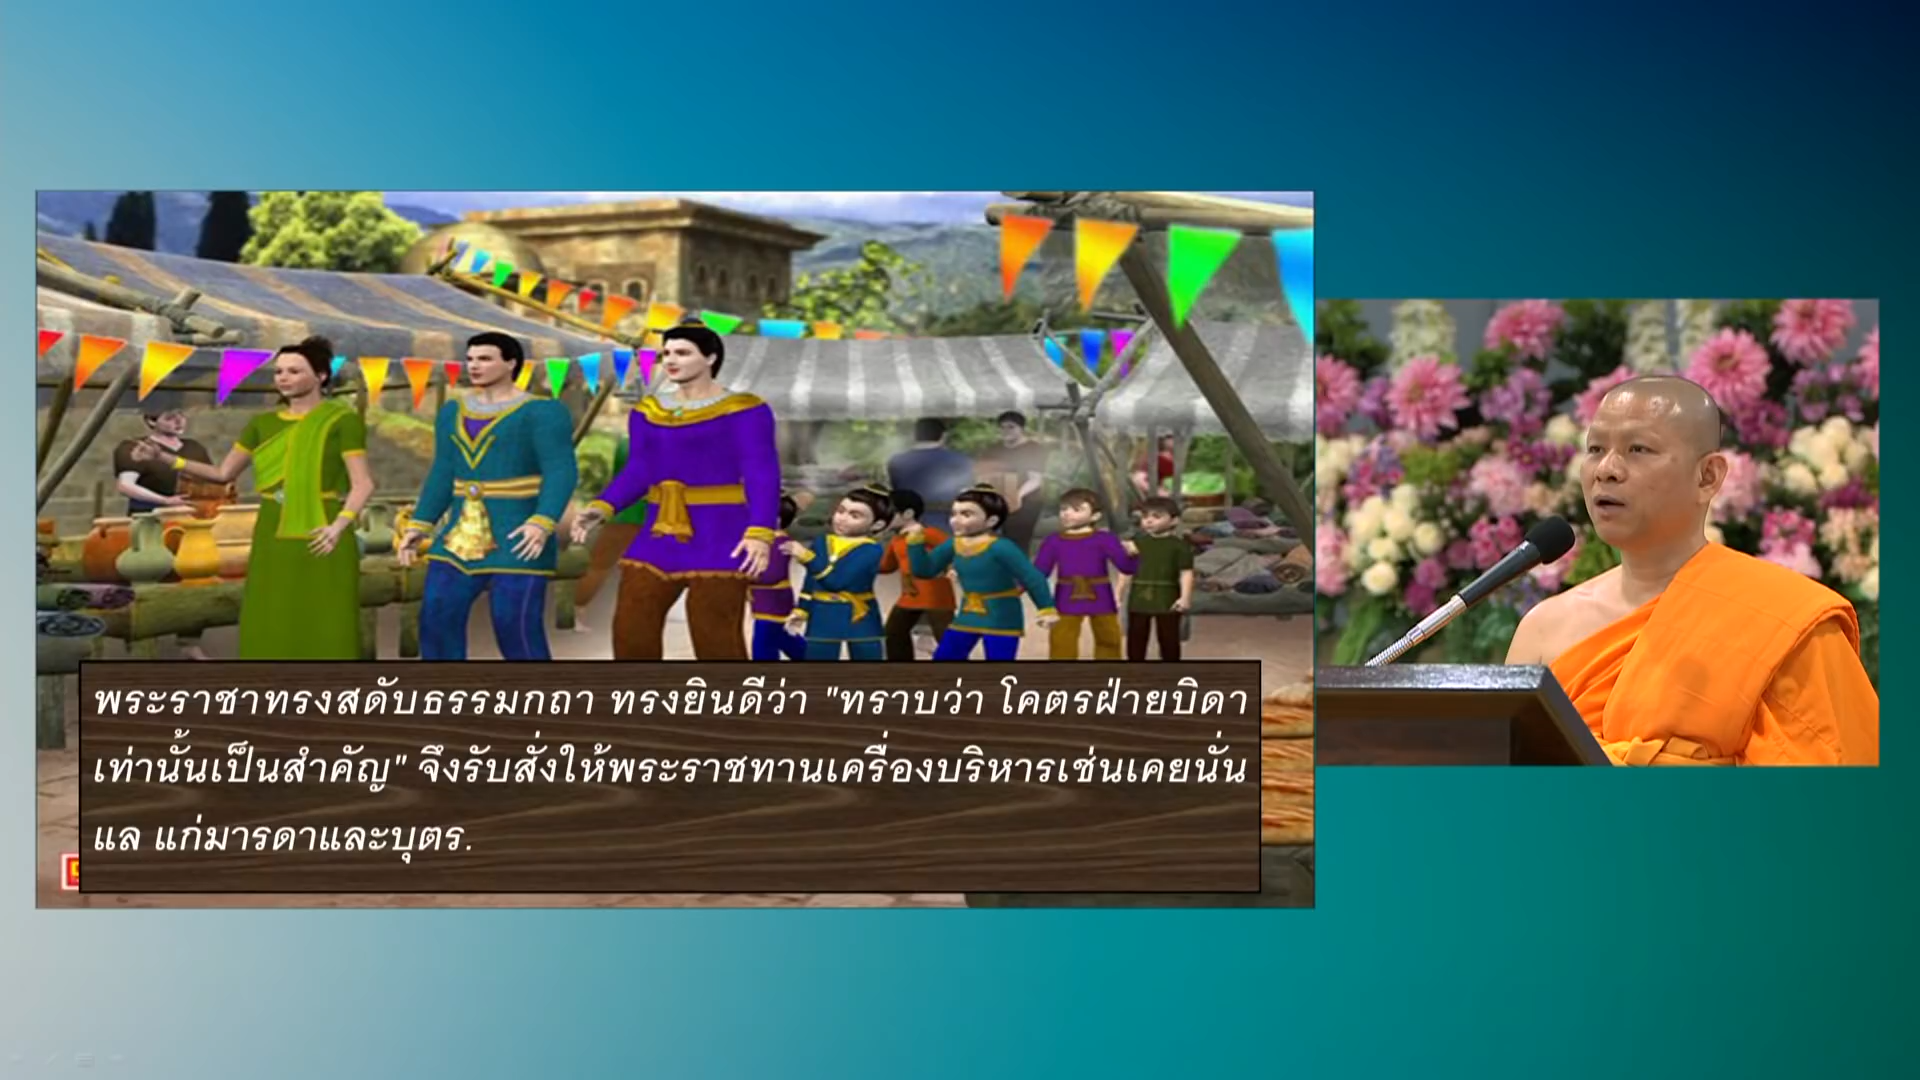 พระราชาทรงสดับธรรมกถา ทรงยินดีว่า "ทราบว่า โคตรฝ่ายบิดา
เท่านั้นเป็นสำคัญ" จึงรับสั่งให้พระราชทานเครื่องบริหารเช่นเคยนั่น
แล แก่มารดาและบุตร.